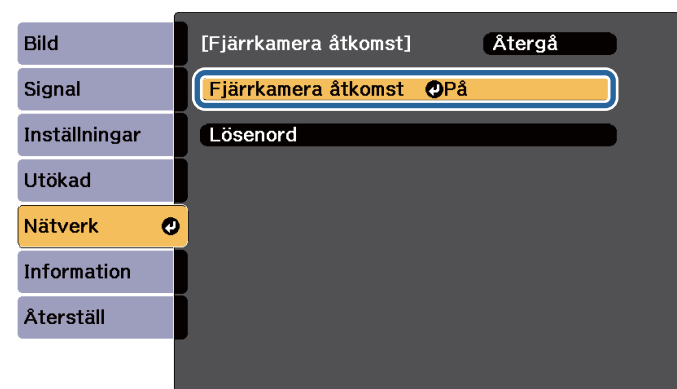 Bild
Signal
Inställningar
Utökad
Nätverk
Information
Återställ
[Fjärrkamera åtkomst] Återgå
Fjärrkamera åtkomst På
Lösenord